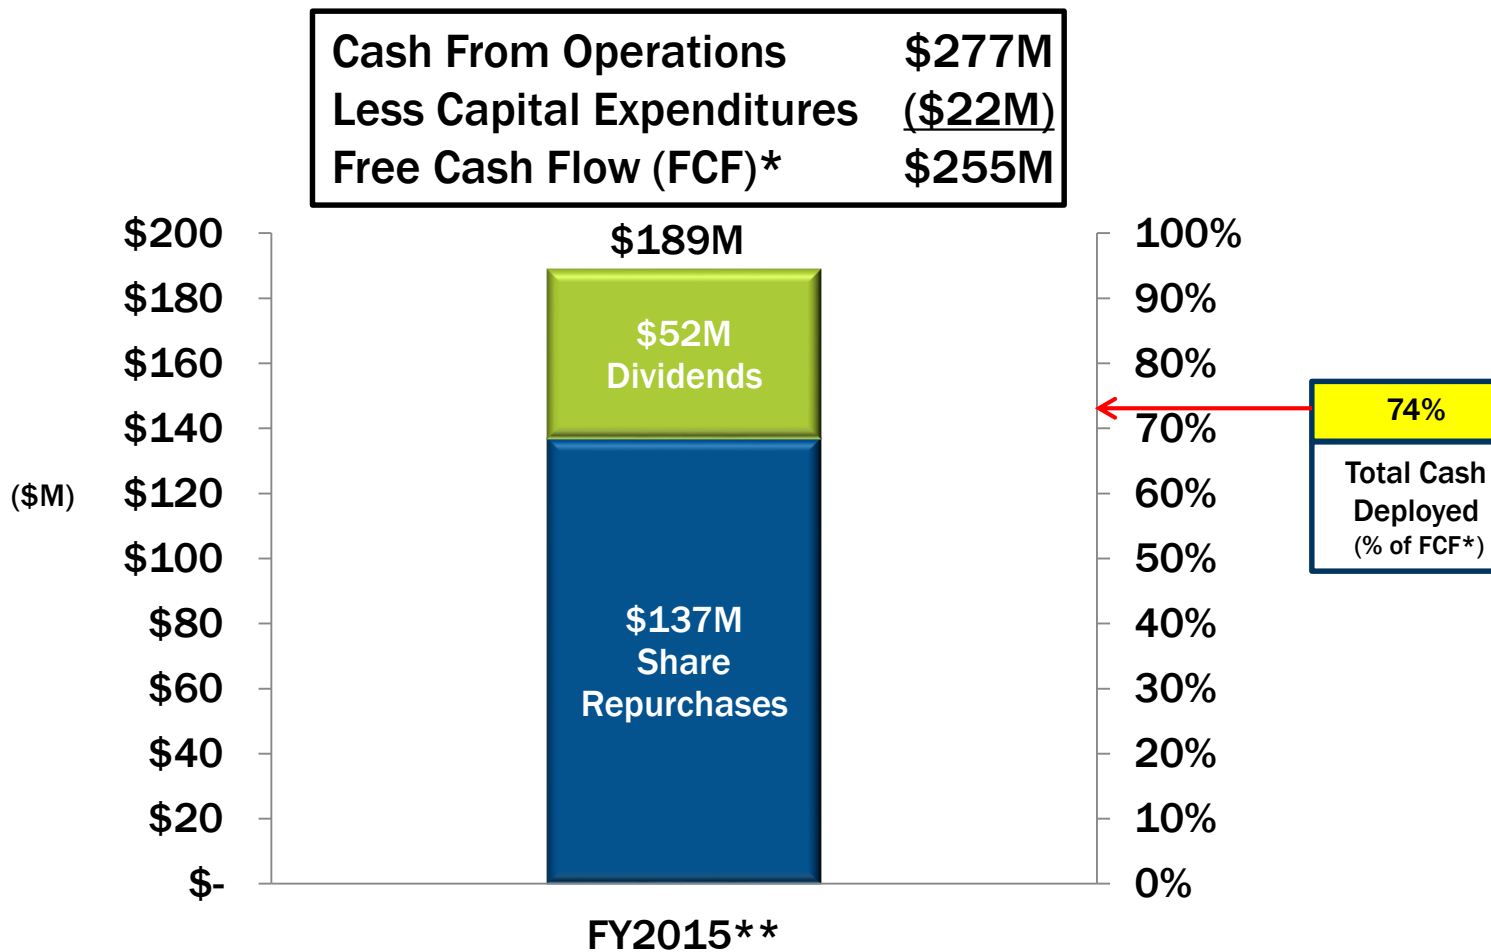 Cash From Operations $277M
Less Capital Expenditures ($22M)
Free Cash Flow (FCF)* $255M
$200
$180
$160
$140
$120
$100
$80
$60
$40
$20
$-
($M)
$189M
$52M
Dividends
$137M
Share
Repurchases
FY2015**
100%
90%
80%
70%
60%
50%
40%
30%
20%
10%
0%
74%
Total Cash
Deployed
(% of FCF*)